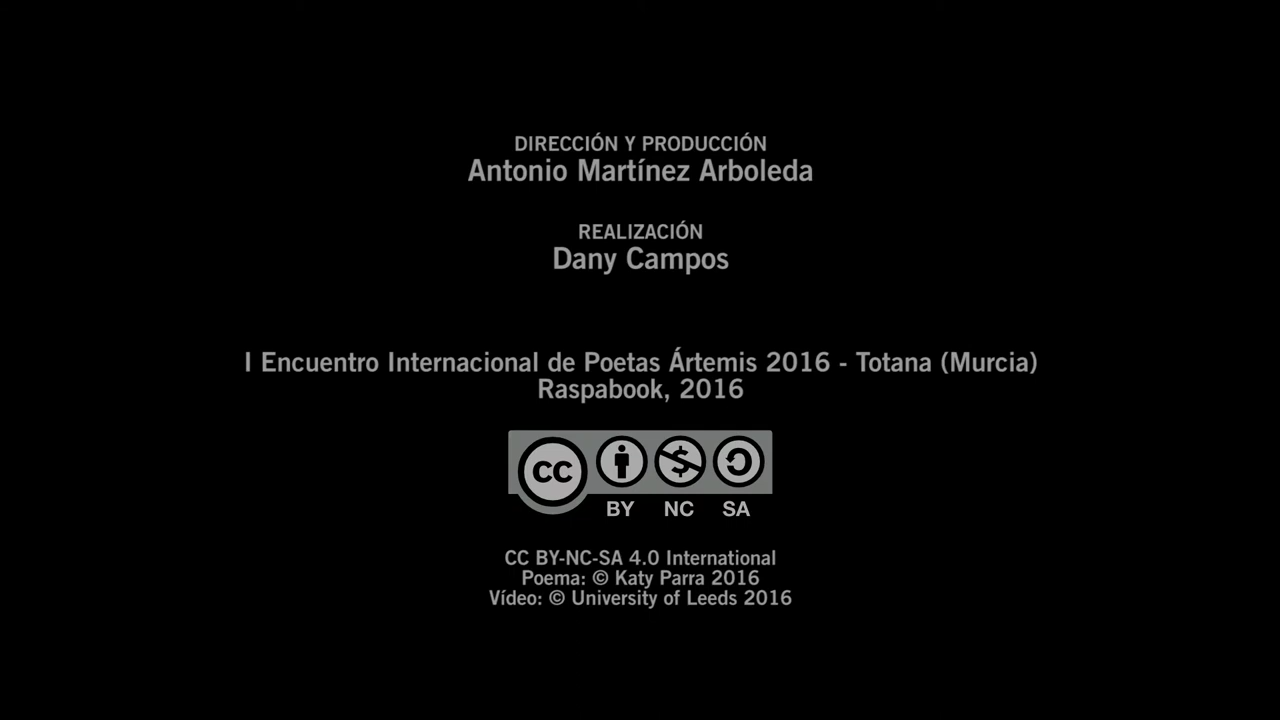 DIRECCIÓN Y PRODUCCIÓN
Antonio Martínez Arboleda
REALIZACIÓN
Dany Campos
I Encuentro Internacional de Poetas Ártemis 2016 - Totana (Murcia)
Raspabook, 2016
CC
BY NC SA
CC BY-NC-SA 4.0 International
Poema: © Katy Parra 2016
Vídeo: © University of Leeds 2016